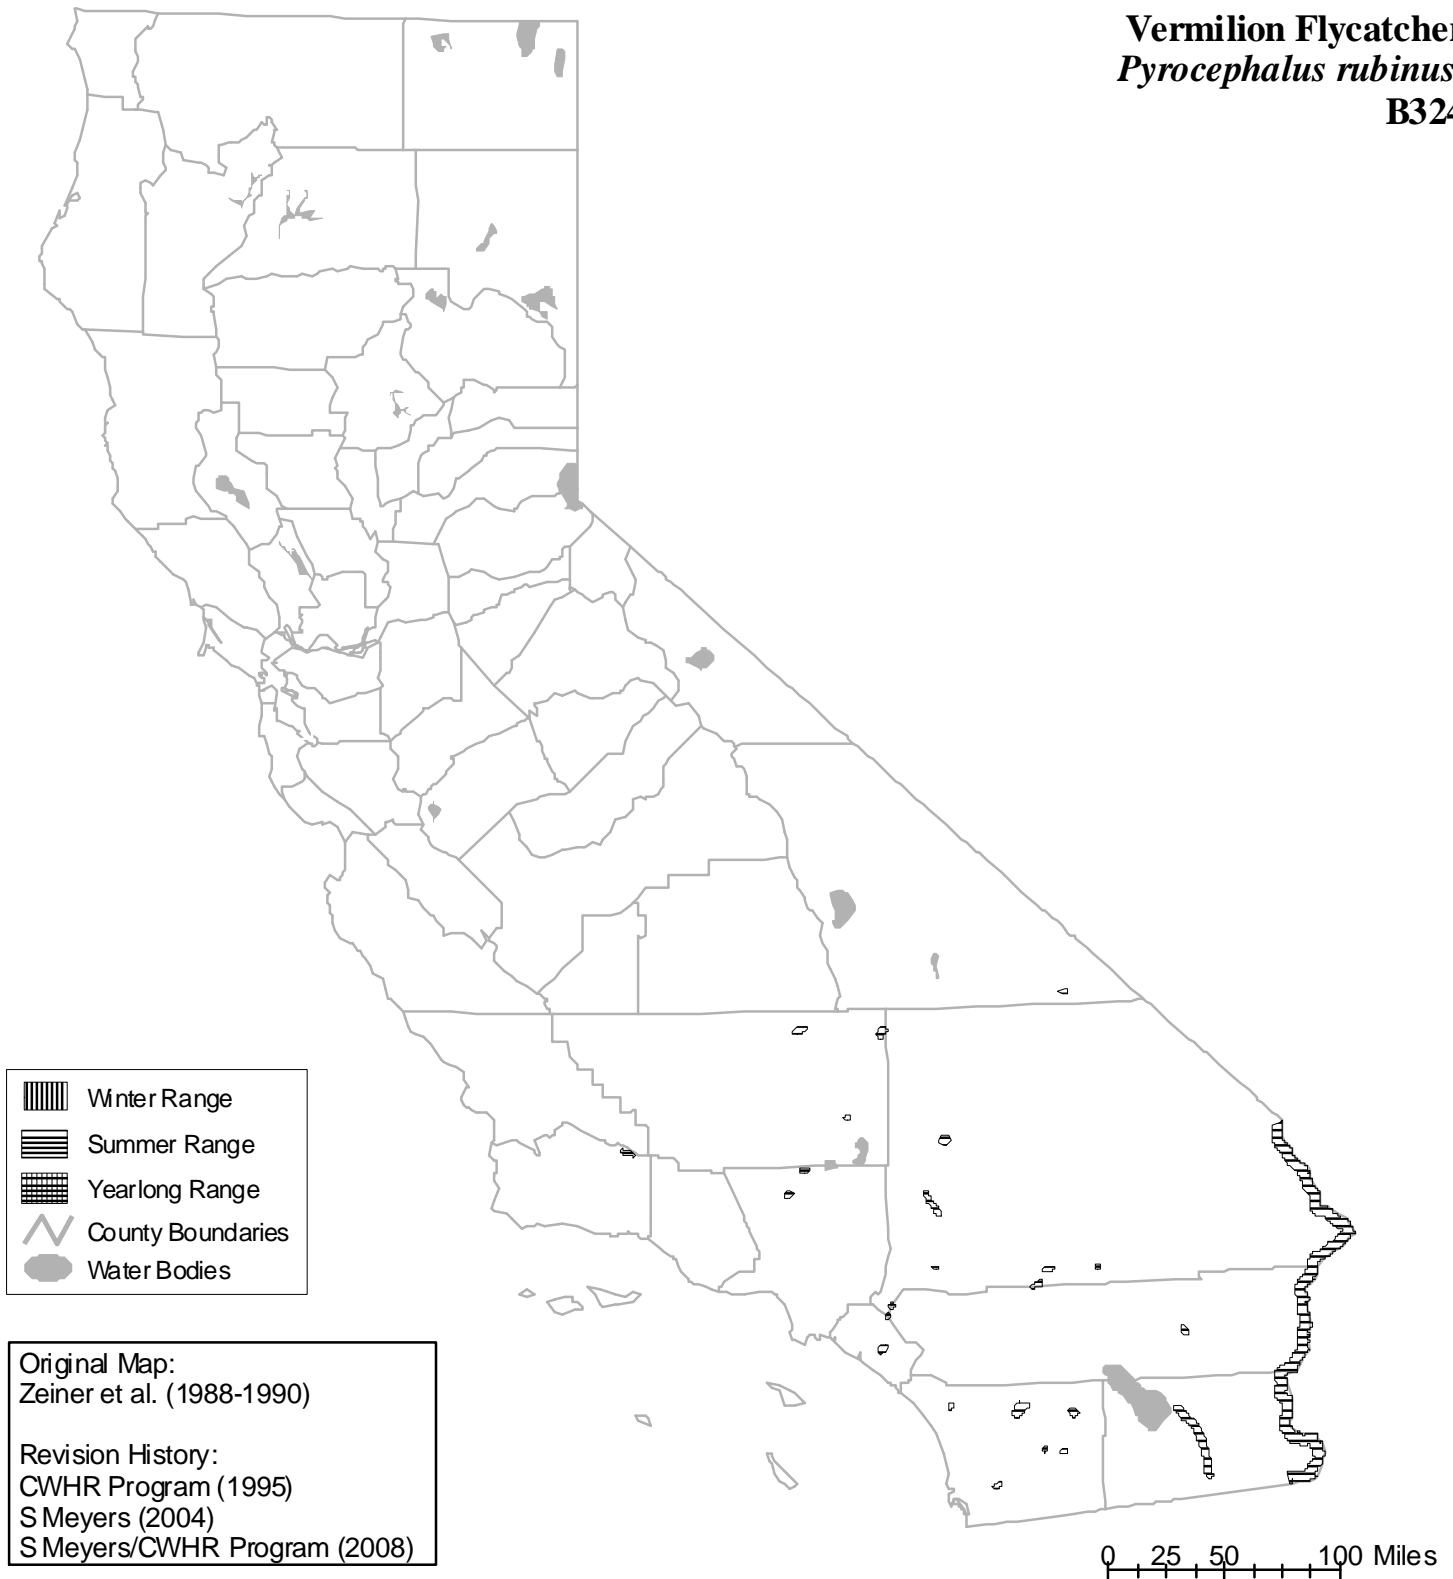 Vermilion Flycatcher
Pyrocephalus rubinus
B324
Winter Range
Summer Range
Yearlong Range
County Boundaries
Water Bodies
Original Map:
Zeiner et al. (1988-1990)
Revision History:
CWHR Program (1995)
S Meyers (2004)
S Meyers/CWHR Program (2008)
0 25 50 100 Miles